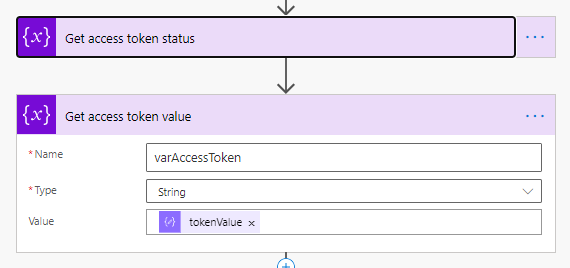 {x} Get access token status ...
{x} Get access token value ...
* Name varAccessToken
* Type String
Value {x} tokenValue ×